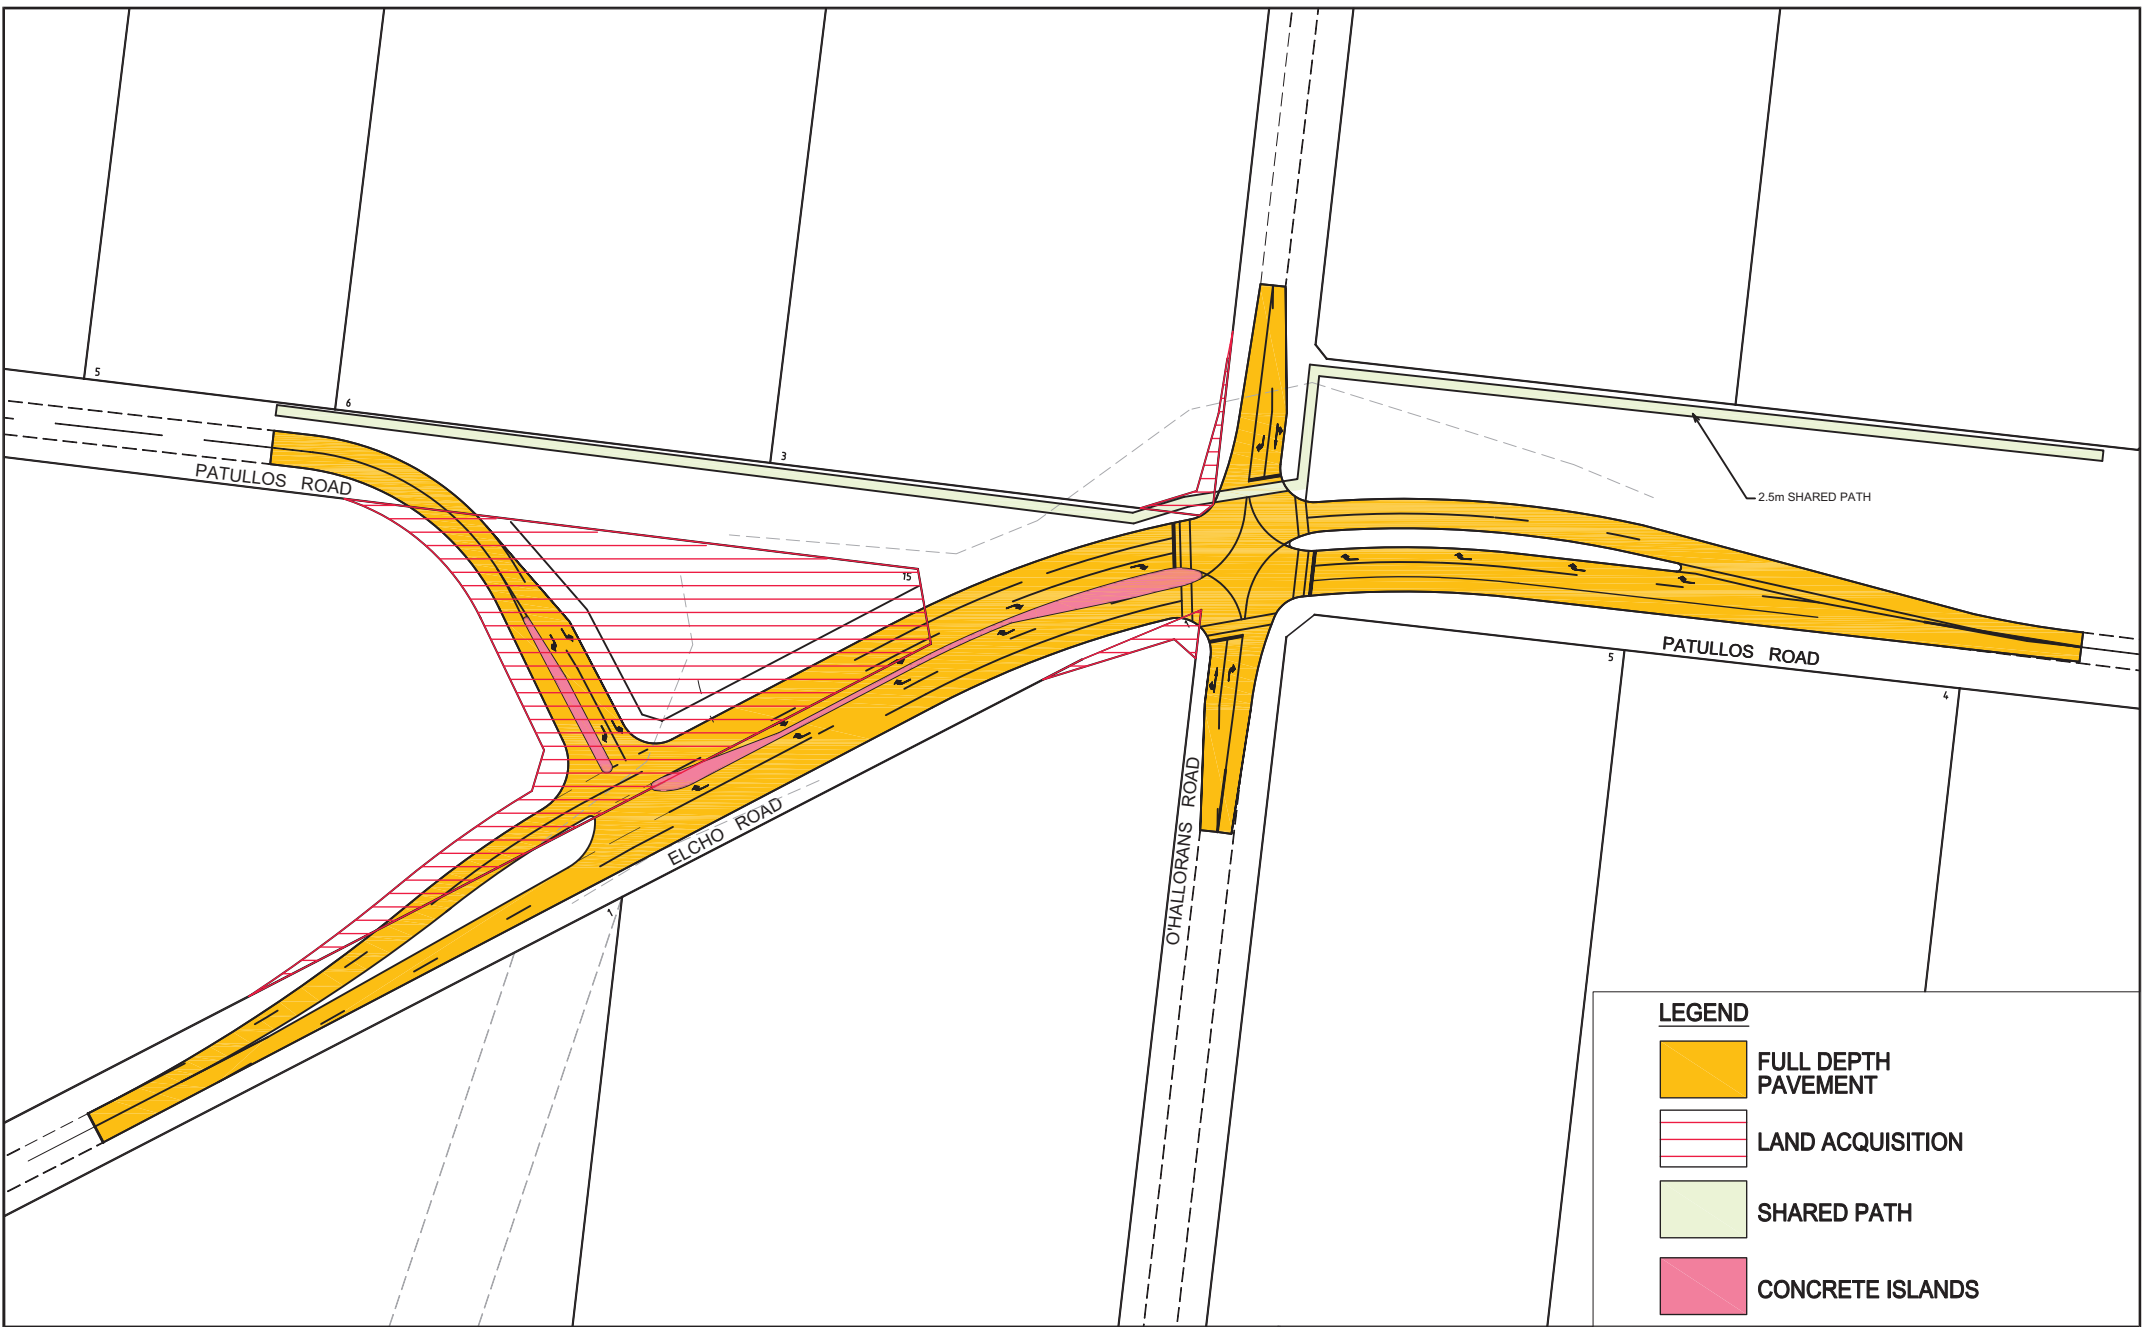 5
6
3
PATULLOS ROAD
2.5m SHARED PATH
15
PATULLOS ROAD
5
4
ELCHO ROAD
O'HALLORANS ROAD
1
LEGEND
FULL DEPTH
PAVEMENT
LAND ACQUISITION
SHARED PATH
CONCRETE ISLANDS